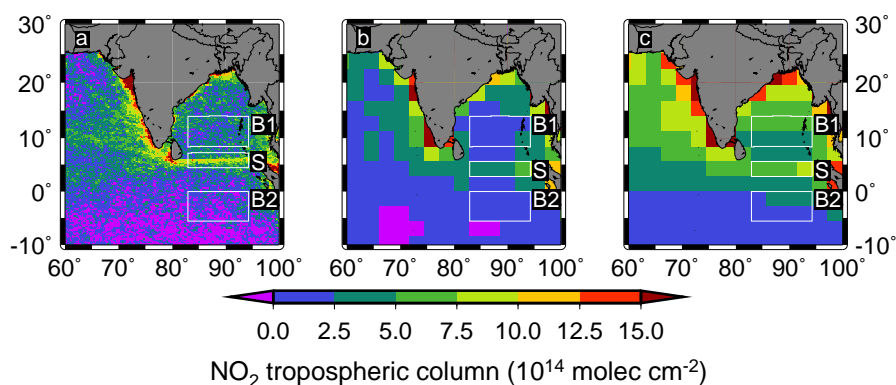 a b c
30° 30°
20° 20°
10° 10°
0° 0°
-10° -10°
B1 B1 B1
S S S
B2 B2 B2
60° 70° 80° 90° 100° 60° 70° 80° 90° 100° 60° 70° 80° 90° 100°
0.0 2.5 5.0 7.5 10.0 12.5 15.0
NO₂ tropospheric column (10¹⁴ molec cm⁻²)